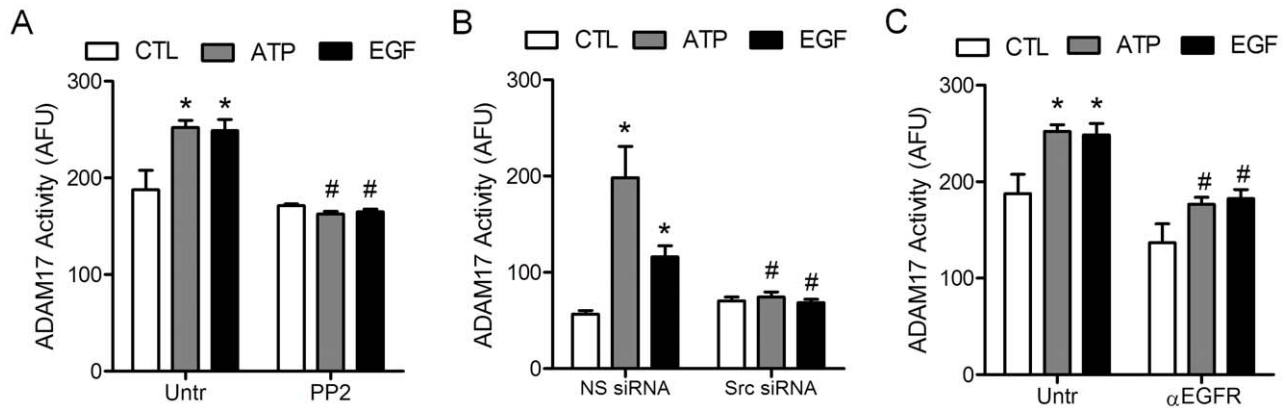 A
CTL ATP EGF
ADAM17 Activity (AFU)
300
200
100
0
* *
# #
Untr PP2
B
CTL ATP EGF
ADAM17 Activity (AFU)
300
200
100
0
* *
# #
NS siRNA Src siRNA
C
CTL ATP EGF
ADAM17 Activity (AFU)
300
200
100
0
* *
# #
Untr αEGFR